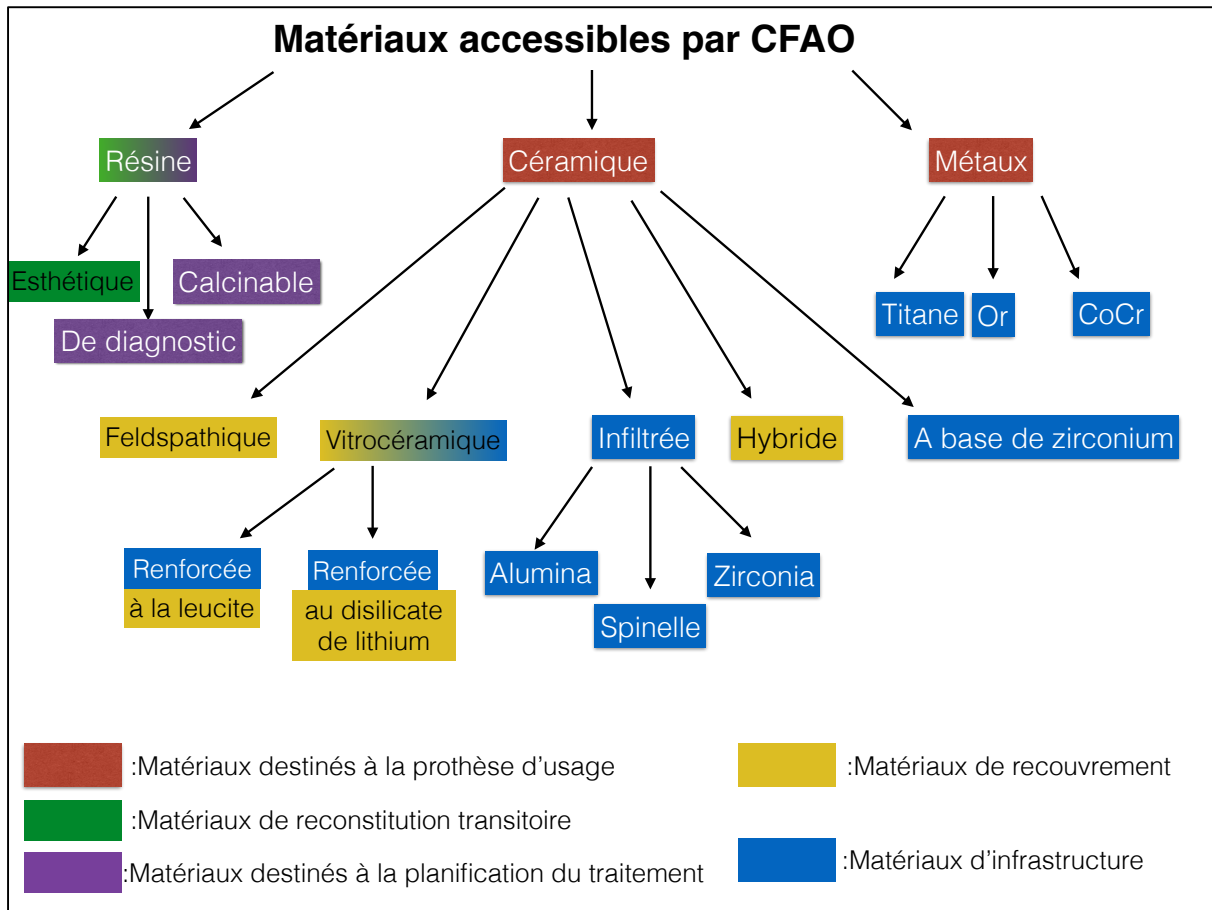 Matériaux accessibles par CFAO
Résine
Céramique
Métaux
Esthétique
Calcinable
De diagnostic
Titane
Or
CoCr
Feldspathique
Vitrocéramique
Infiltrée
Hybride
A base de zirconium
Renforcée
à la leucite
Renforcée
au disilicate
de lithium
Alumina
Spinelle
Zirconia
:Matériaux destinés à la prothèse d'usage
:Matériaux de reconstitution transitoire
:Matériaux destinés à la planification du traitement
:Matériaux de recouvrement
:Matériaux d'infrastructure